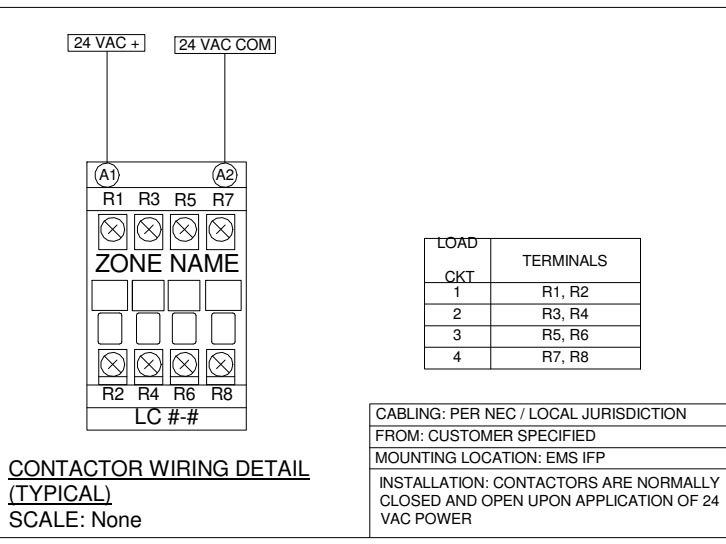 24 VAC +
24 VAC COM
A1 A2
R1 R3 R5 R7
ZONE NAME
R2 R4 R6 R8
LC #-#
CONTACTOR WIRING DETAIL
(TYPICAL)
SCALE: None
LOAD
CKT
TERMINALS
1 R1, R2
2 R3, R4
3 R5, R6
4 R7, R8
CABLING: PER NEC / LOCAL JURISDICTION
FROM: CUSTOMER SPECIFIED
MOUNTING LOCATION: EMS IFP
INSTALLATION: CONTACTORS ARE NORMALLY
CLOSED AND OPEN UPON APPLICATION OF 24
VAC POWER